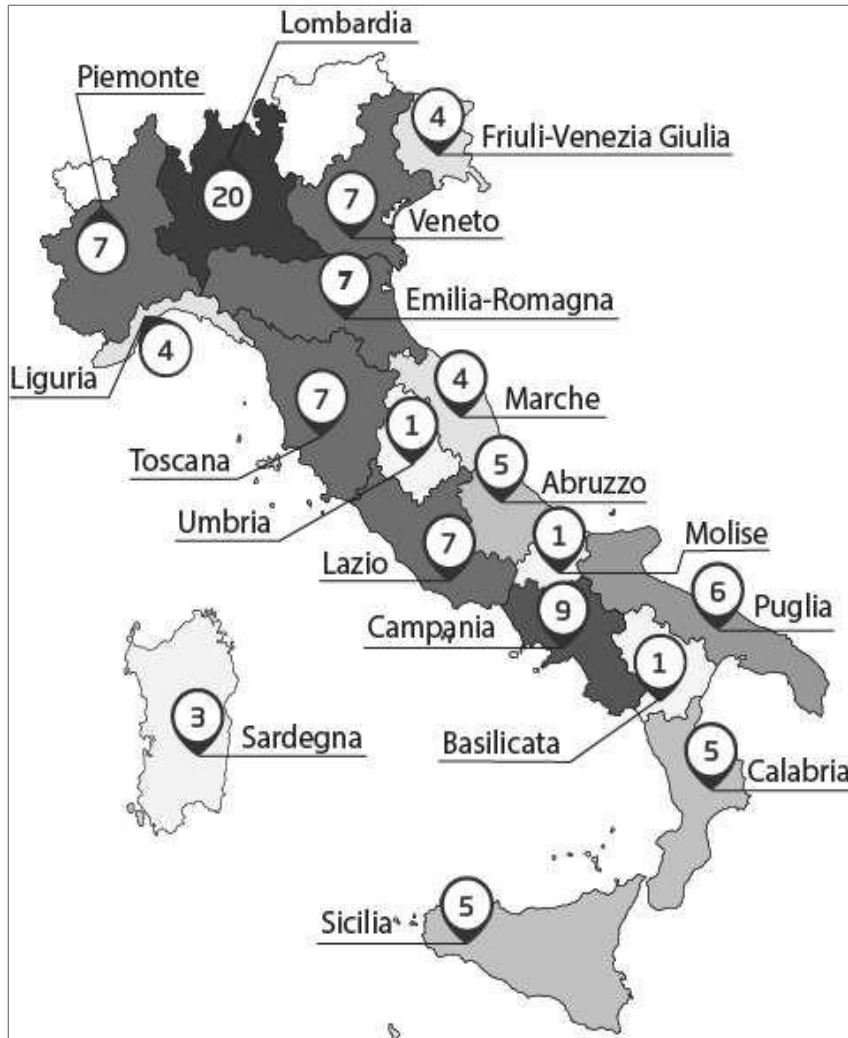 Lombardia
Piemonte
4
Friuli-Venezia Giulia
20
7
Veneto
7
7
Emilia-Romagna
4
Liguria
4
Marche
7
Toscana
1
Umbria
5
Abruzzo
1
Molise
7
Lazio
6
Puglia
9
Campania
1
Basilicata
3
Sardegna
5
Calabria
5
Sicilia